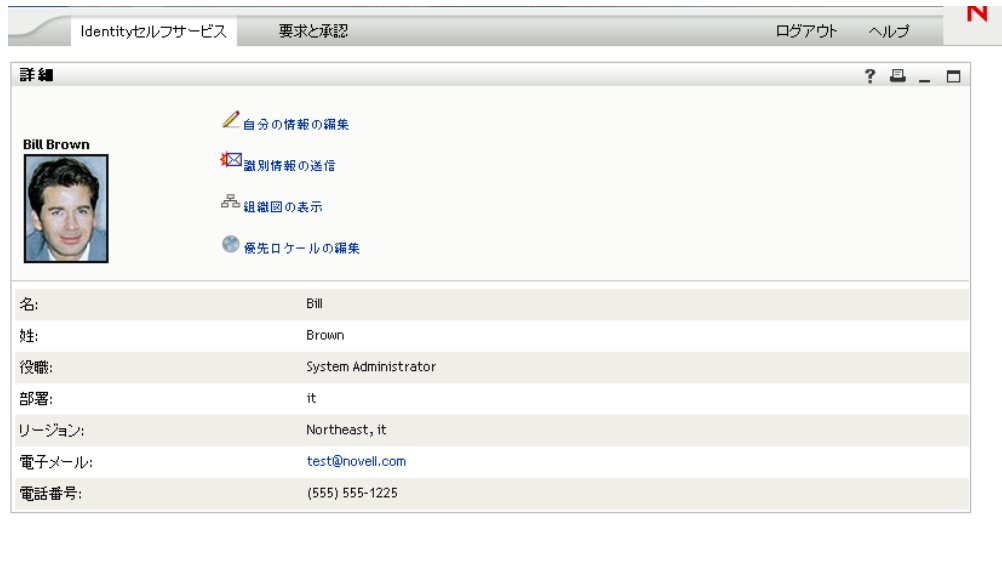 Identityセルフサービス 要求と承認 ログアウト ヘルプ N
詳細 ?
自分の情報の編集
Bill Brown
識別情報の送信
組織図の表示
優先ロケールの編集
名: Bill
姓: Brown
役職: System Administrator
部署: it
リージョン: Northeast, it
電子メール: test@novell.com
電話番号: (555) 555-1225